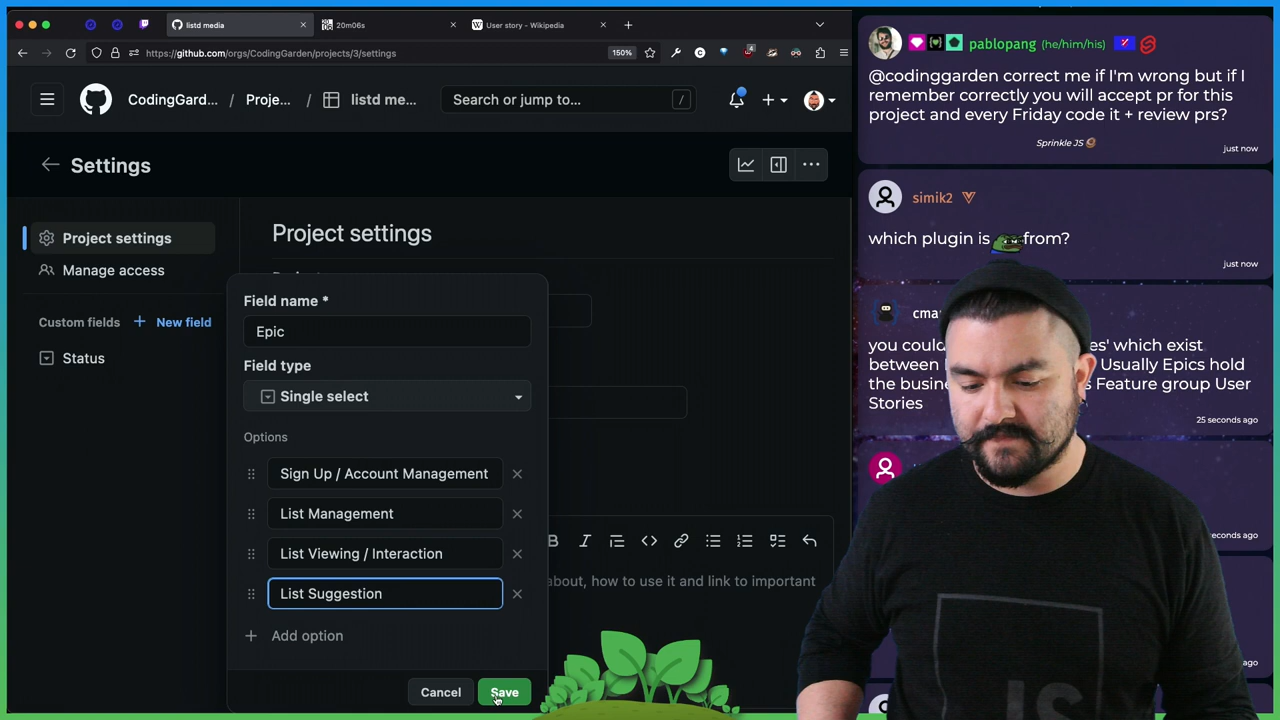 listd media
20m06s
User story - Wikipedia
https://github.com/orgs/CodingGarden/projects/3/settings
150%
CodingGard... / Proje... / listd me...
Search or jump to...
/
Settings
Project settings
Manage access
Custom fields
New field
Status
Project settings
Field name *
Epic
Field type
Single select
Options
Sign Up / Account Management
List Management
List Viewing / Interaction
List Suggestion
Add option
Cancel
Save
about, how to use it and link to important
pablopang (he/him/his)
@codinggarden correct me if I'm wrong but if I
remember correctly you will accept pr for this
project and every Friday code it + review prs?
Sprinkle JS
just now
simik2
which plugin is from?
just now
you could
which exist
between
Usually Epics hold
the
Feature group User
Stories
25 seconds ago
seconds ago
ago
JS